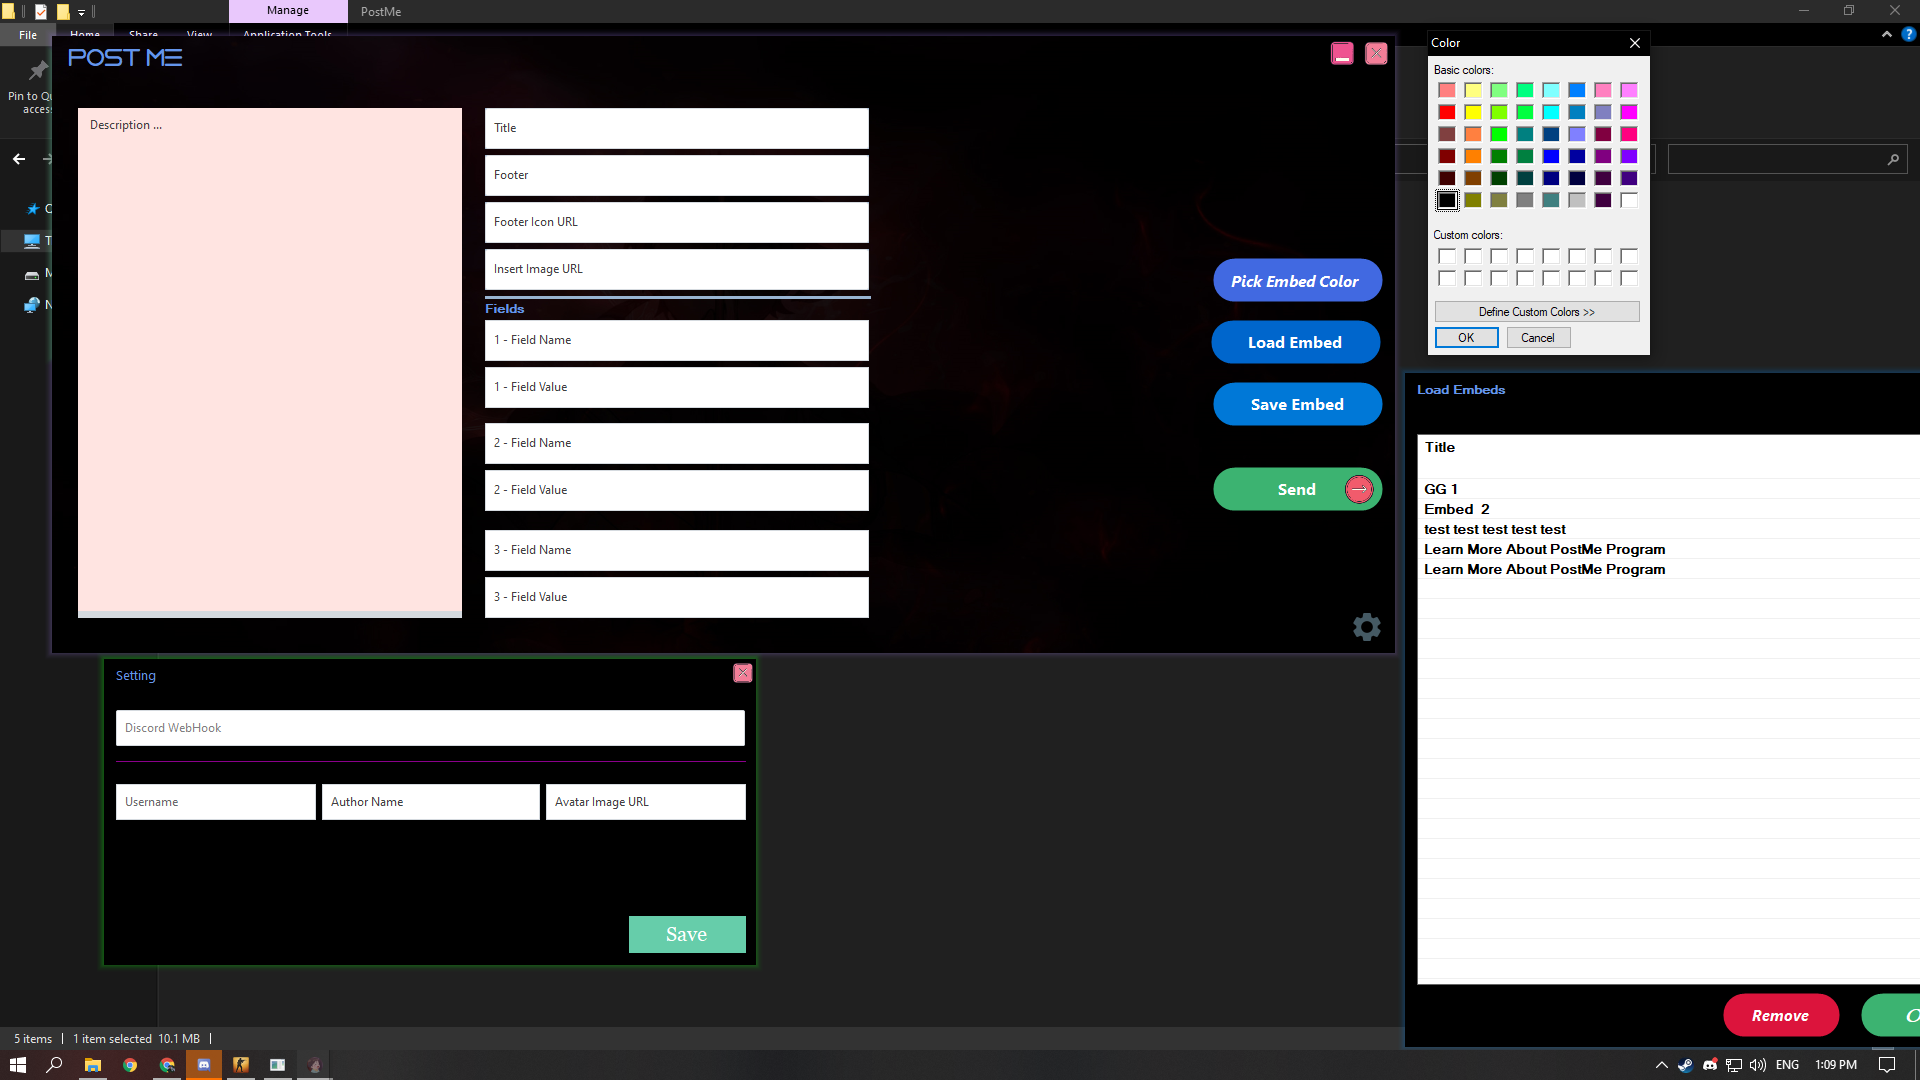 Manage
PostMe
File
Home
Share
View
Application Tools
POST ME
Pin to Qu
access
Description ...
Title
Footer
Footer Icon URL
Insert Image URL
Fields
1 - Field Name
1 - Field Value
2 - Field Name
2 - Field Value
3 - Field Name
3 - Field Value
Pick Embed Color
Load Embed
Save Embed
Send
Color
Basic colors:
Custom colors:
Define Custom Colors >>
OK
Cancel
Load Embeds
Title
GG 1
Embed  2
test test test test test
Learn More About PostMe Program
Learn More About PostMe Program
Remove
Setting
Discord WebHook
Username
Author Name
Avatar Image URL
Save
5 items
1 item selected  10.1 MB
ENG
1:09 PM